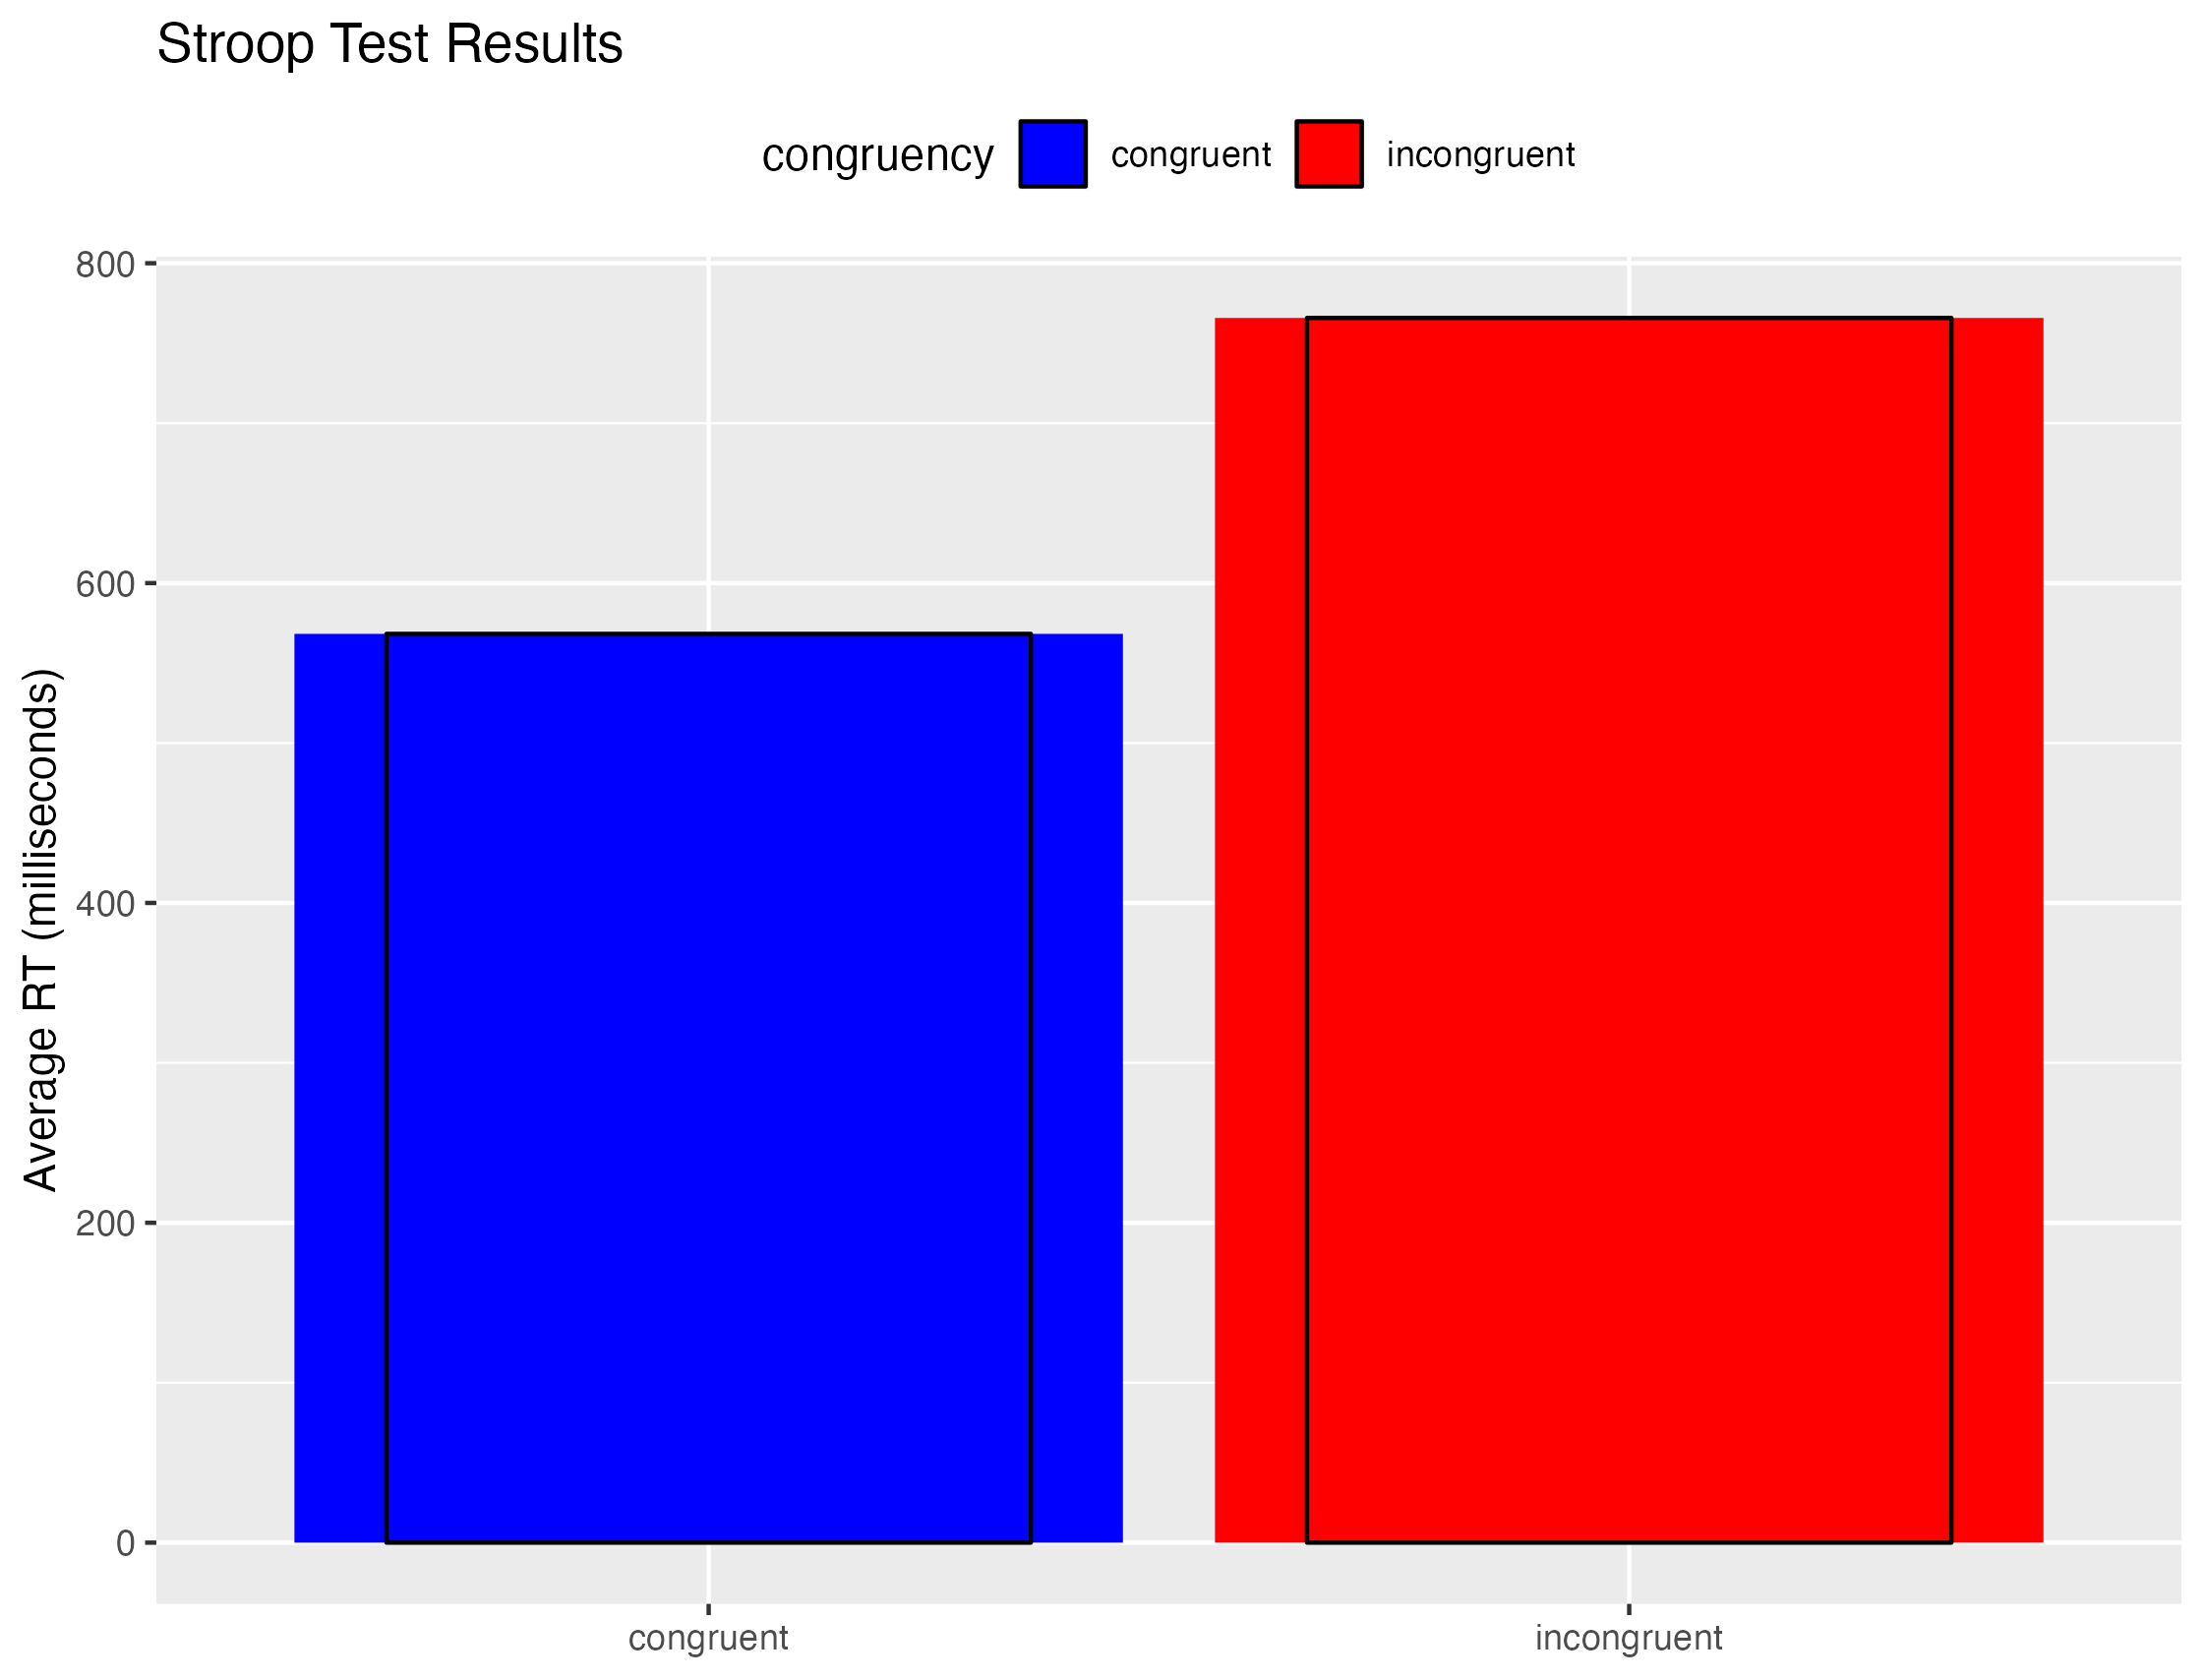 Stroop Test Results
congruency congruent incongruent
800
600
400
200
0
Average RT (milliseconds)
congruent incongruent